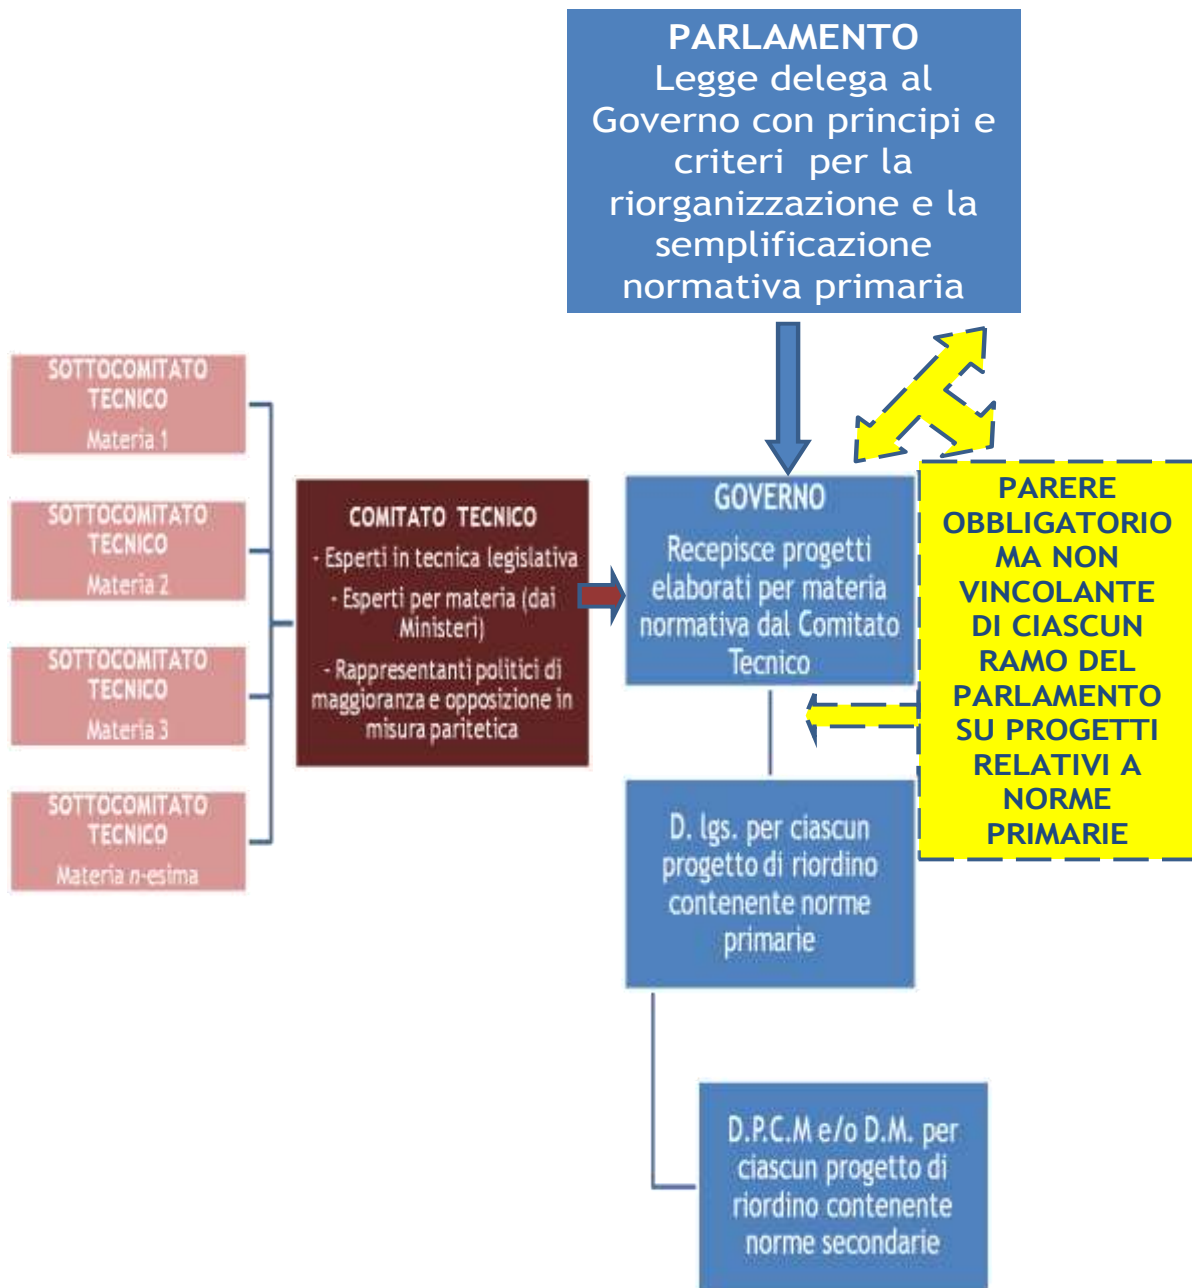 PARLAMENTO
Legge delega al
Governo con principi e
criteri per la
riorganizzazione e la
semplificazione
normativa primaria
SOTTOCOMITATO
TECNICO
Materia 1
SOTTOCOMITATO
TECNICO
Materia 2
SOTTOCOMITATO
TECNICO
Materia 3
SOTTOCOMITATO
TECNICO
Materia n-esima
COMITATO TECNICO
- Esperti in tecnica legislativa
- Esperti per materia (dai
Ministeri)
- Rappresentanti politici di
maggioranza e opposizione in
misura paritetica
GOVERNO
Recepisce progetti
elaborati per materia
normativa dal Comitato
Tecnico
PARERE
OBBLIGATORIO
MA NON
VINCOLANTE
DI CIASCUN
RAMO DEL
PARLAMENTO
SU PROGETTI
RELATIVI A
NORME
PRIMARIE
D. lgs. per ciascun
progetto di riordino
contenente norme
primarie
D.P.C.M e/o D.M. per
ciascun progetto di
riordino contenente
norme secondarie